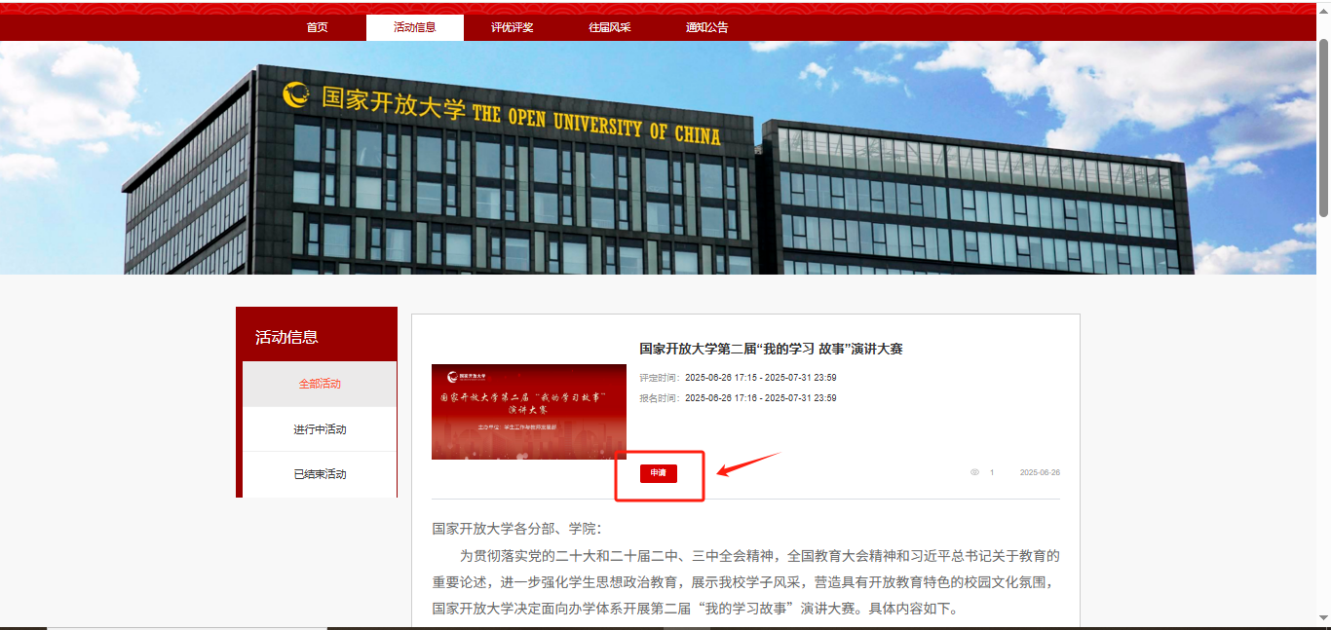 首页 活动信息 评优评奖 往届风采 通知公告
国家开放大学 THE OPEN UNIVERSITY OF CHINA
活动信息
全部活动
进行中活动
已结束活动
国家开放大学第二届“我的学习 故事”演讲大赛
评定时间: 2025-06-26 17:15 - 2025-07-31 23:59
报名时间: 2025-06-26 17:16 - 2025-07-31 23:59
国家开放大学
国家开放大学第二届“我的学习故事”
演讲大赛
申请
1 2025-06-26
国家开放大学各分部、学院：
为贯彻落实党的二十大和二十届二中、三中全会精神，全国教育大会精神和习近平总书记关于教育的
重要论述，进一步强化学生思想政治教育，展示我校学子风采，营造具有开放教育特色的校园文化氛围，
国家开放大学决定面向办学体系开展第二届“我的学习故事”演讲大赛。具体内容如下。